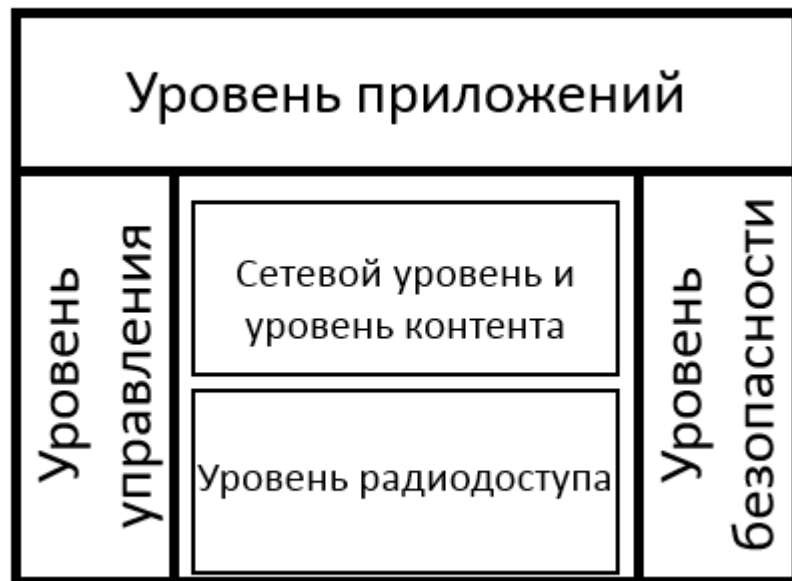 Уровень приложений
Уровень
управления
Сетевой уровень и
уровень контента
Уровень радиодоступа
Уровень
безопасности